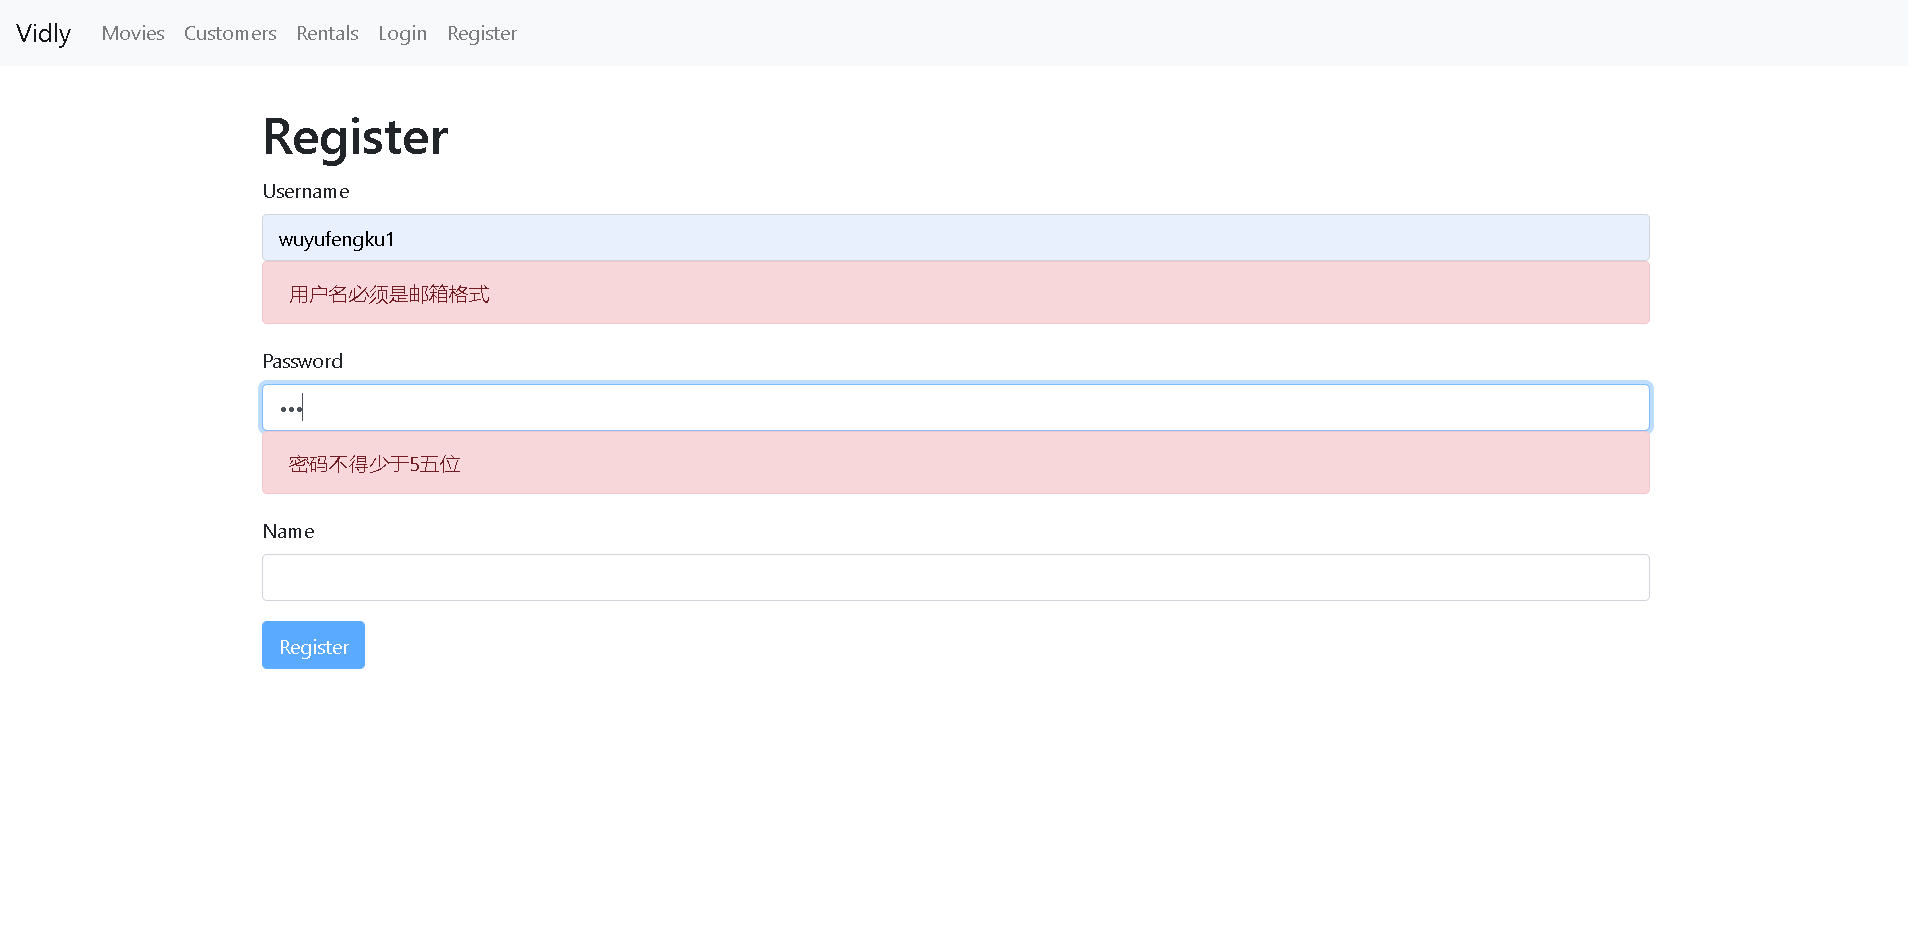 Vidly Movies Customers Rentals Login Register
Register
Username
wuyufengku1
用户名必须是邮箱格式
Password
•••
密码不得少于5五位
Name
Register